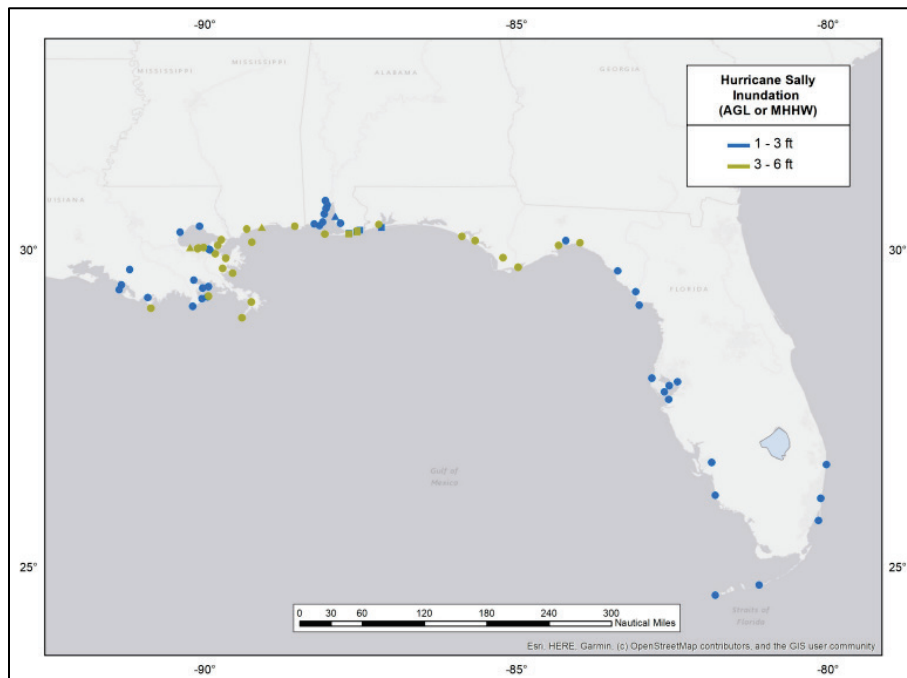 -90° -85° -80°
MISSISSIPPI
MISSISSIPPI
ALABAMA
GEORGIA
Hurricane Sally
Inundation
(AGL or MHHW)
1 - 3 ft
3 - 6 ft
30° 30°
FLORIDA
Gulf of
Mexico
25° 25°
0 30 60 120 180 240 300
Nautical Miles
Straits of
Florida
Esri, HERE, Garmin, (c) OpenStreetMap contributors, and the GIS user community
-90° -85° -80°